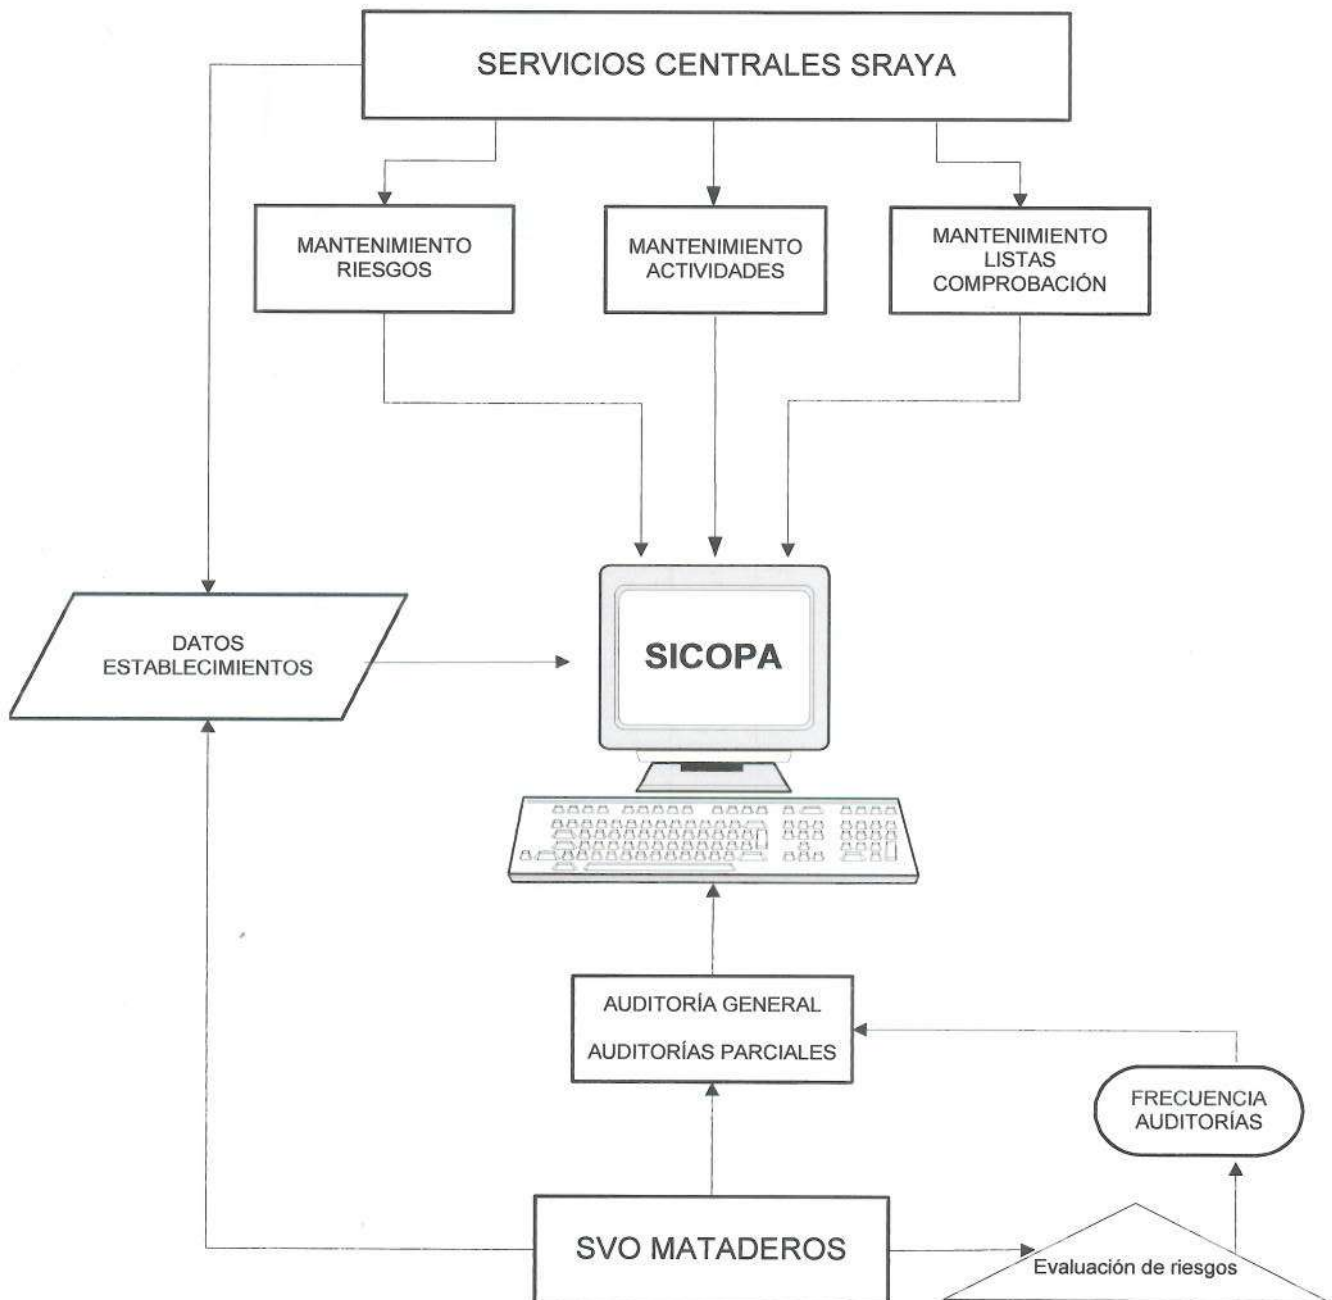 SERVICIOS CENTRALES SRAYA
MANTENIMIENTO
RIESGOS
MANTENIMIENTO
ACTIVIDADES
MANTENIMIENTO
LISTAS
COMPROBACIÓN
DATOS
ESTABLECIMIENTOS
SICOPA
AUDITORÍA GENERAL
AUDITORÍAS PARCIALES
FRECUENCIA
AUDITORÍAS
SVO MATADEROS
Evaluación de riesgos